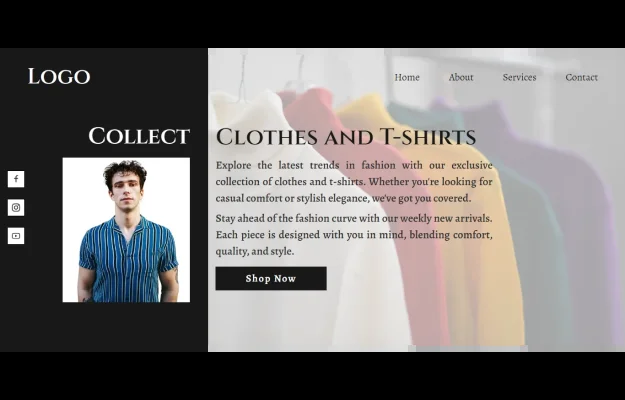 Logo
Home About Services Contact
Collect Clothes and T-shirts
Explore the latest trends in fashion with our exclusive
collection of clothes and t-shirts. Whether you're looking for
casual comfort or stylish elegance, we've got you covered.
Stay ahead of the fashion curve with our weekly new arrivals.
Each piece is designed with you in mind, blending comfort,
quality, and style.
Shop Now